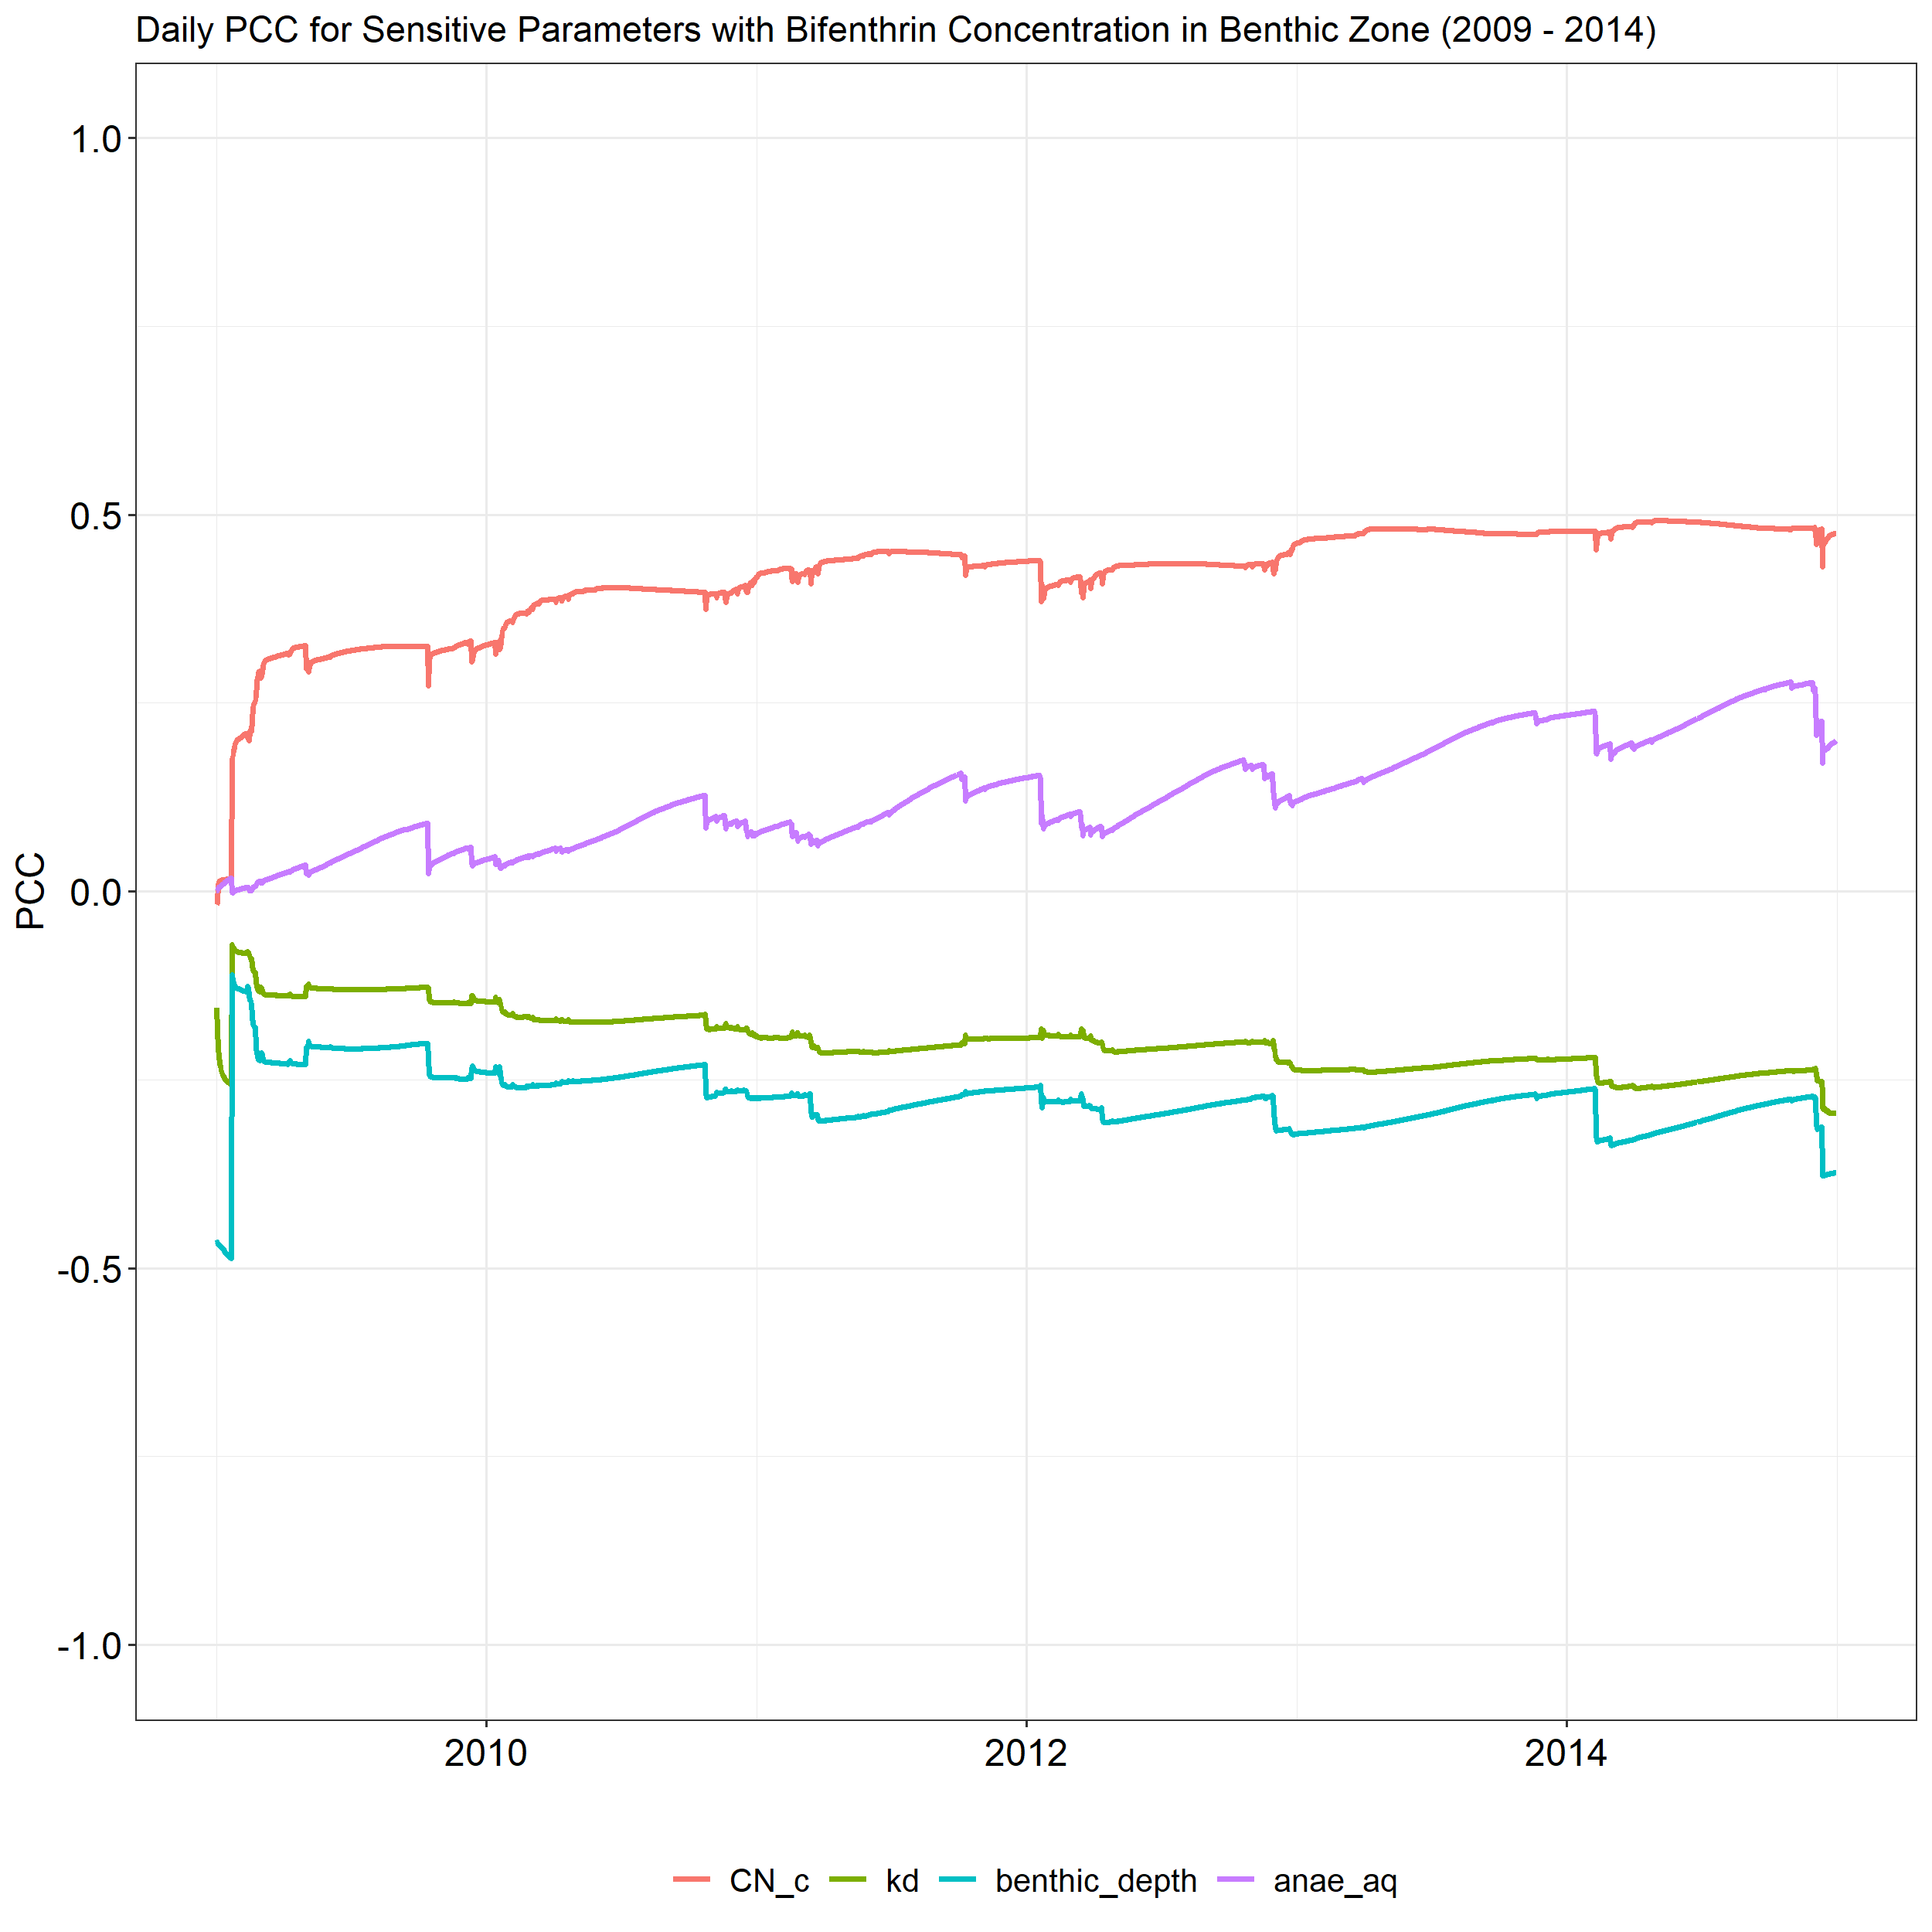 Daily PCC for Sensitive Parameters with Bifenthrin Concentration in Benthic Zone (2009 - 2014)
1.0
0.5
0.0
-0.5
-1.0
PCC
2010 2012 2014
CN_c kd benthic_depth anae_aq